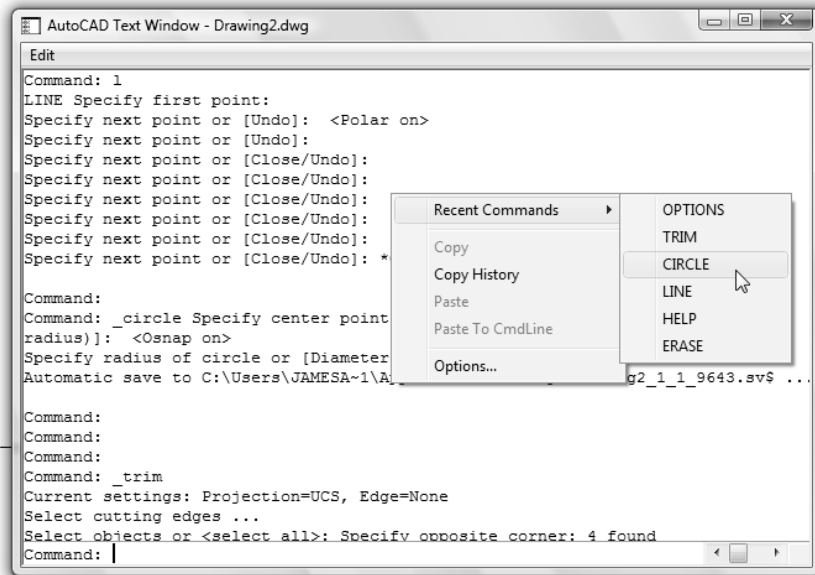 AutoCAD Text Window - Drawing2.dwg
Edit
Command: l
LINE Specify first point:
Specify next point or [Undo]:  <Polar on>
Specify next point or [Undo]:
Specify next point or [Close/Undo]:
Specify next point or [Close/Undo]:
Specify next point or [Close/Undo]:
Specify next point or [Close/Undo]:
Specify next point or [Close/Undo]:
Specify next point or [Close/Undo]: *
Command:
Command: _circle Specify center point
radius)]:  <Osnap on>
Specify radius of circle or [Diameter
Automatic save to C:\Users\JAMESA~1\Ap g2_1_1_9643.sv$ ...
Command:
Command:
Command:
Command: _trim
Current settings: Projection=UCS, Edge=None
Select cutting edges ...
Select objects or <select all>: Specify opposite corner: 4 found
Command:
Recent Commands
Copy
Copy History
Paste
Paste To CmdLine
Options...
OPTIONS
TRIM
CIRCLE
LINE
HELP
ERASE